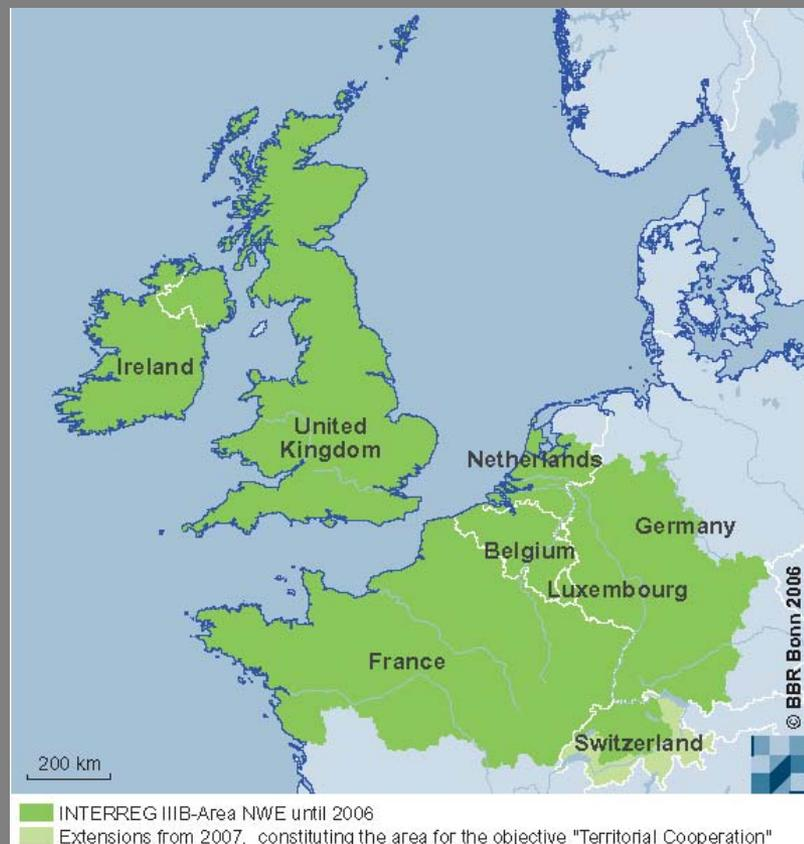 Ireland
United
Kingdom
Netherlands
Germany
Belgium
Luxembourg
France
Switzerland
200 km
© BBR Bonn 2006
INTERREG IIIB-Area NWE until 2006
Extensions from 2007, constituting the area for the objective "Territorial Cooperation"